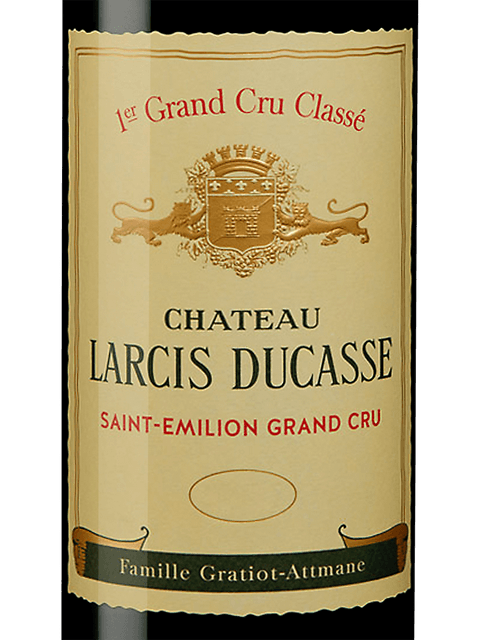 1er Grand Cru Classé
CHATEAU
LARCIS DUCASSE
SAINT-EMILION GRAND CRU
Famille Gratiot-Attmane